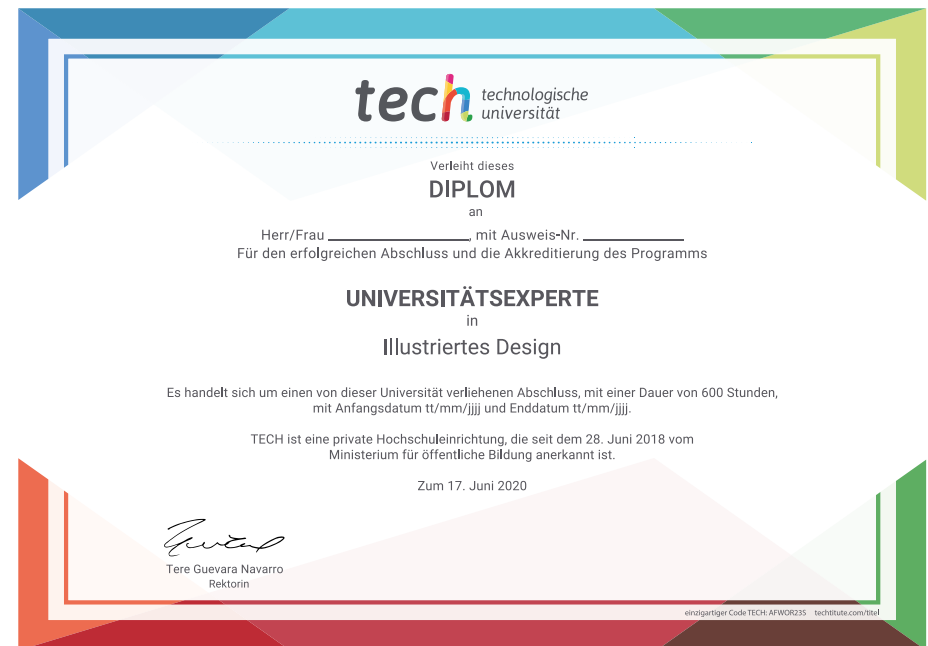 tech technologische
universität
Verleiht dieses
DIPLOM
an
Herr/Frau ____________, mit Ausweis-Nr. ____________
Für den erfolgreichen Abschluss und die Akkreditierung des Programms
UNIVERSITÄTSEXPERTE
in
Illustriertes Design
Es handelt sich um einen von dieser Universität verliehenen Abschluss, mit einer Dauer von 600 Stunden,
mit Anfangsdatum tt/mm/jjjj und Enddatum tt/mm/jjjj.
TECH ist eine private Hochschuleinrichtung, die seit dem 28. Juni 2018 vom
Ministerium für öffentliche Bildung anerkannt ist.
Zum 17. Juni 2020
Tere Guevara Navarro
Rektorin
einzigartiger Code TECH: AFWOR23S techtitute.com/titel